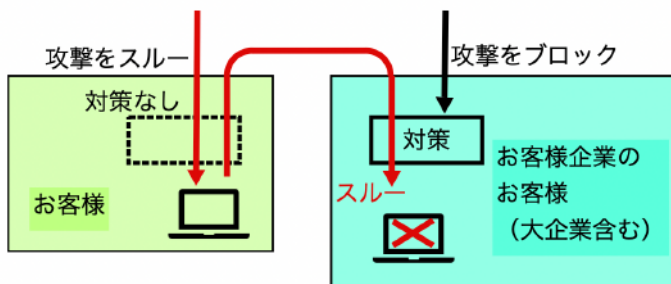 攻撃をスルー
対策なし
お客様
攻撃をブロック
対策
スルー
お客様企業の
お客様
（大企業含む）